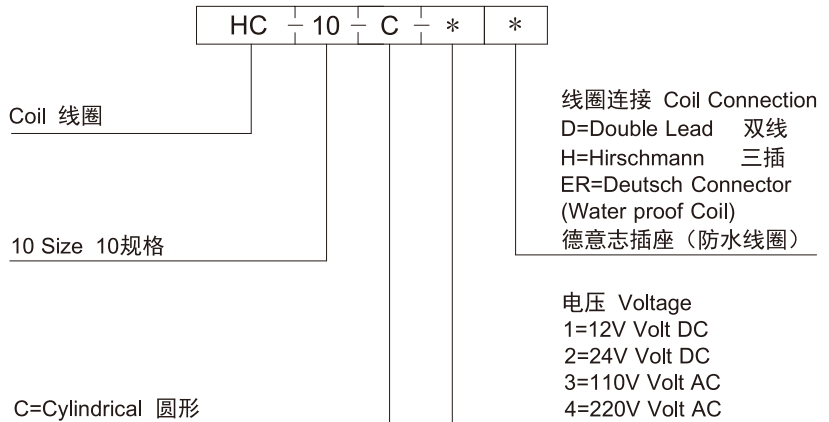 HC - 10 - C - * *
Coil 线圈
10 Size 10规格
C=Cylindrical 圆形
线圈连接 Coil Connection
D=Double Lead 双线
H=Hirschmann 三插
ER=Deutsch Connector
(Water proof Coil)
德意志插座（防水线圈）
电压 Voltage
1=12V Volt DC
2=24V Volt DC
3=110V Volt AC
4=220V Volt AC